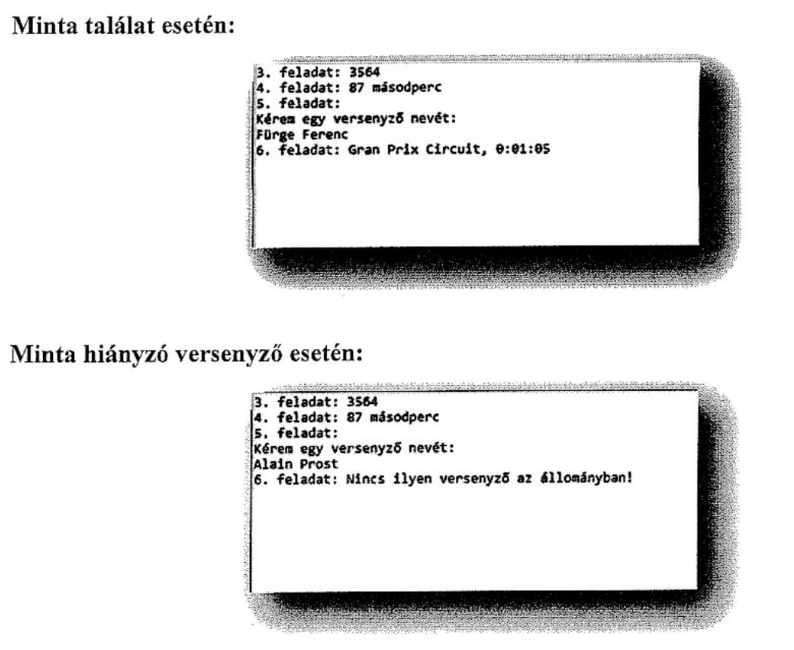 Minta találat esetén:
3. feladat: 3564
4. feladat: 87 másodperc
5. feladat:
Kérem egy versenyző nevét:
Fürge Ferenc
6. feladat: Gran Prix Circuit, 0:01:05
Minta hiányzó versenyző esetén:
3. feladat: 3564
4. feladat: 87 másodperc
5. feladat:
Kérem egy versenyző nevét:
Alain Prost
6. feladat: Nincs ilyen versenyző az állományban!